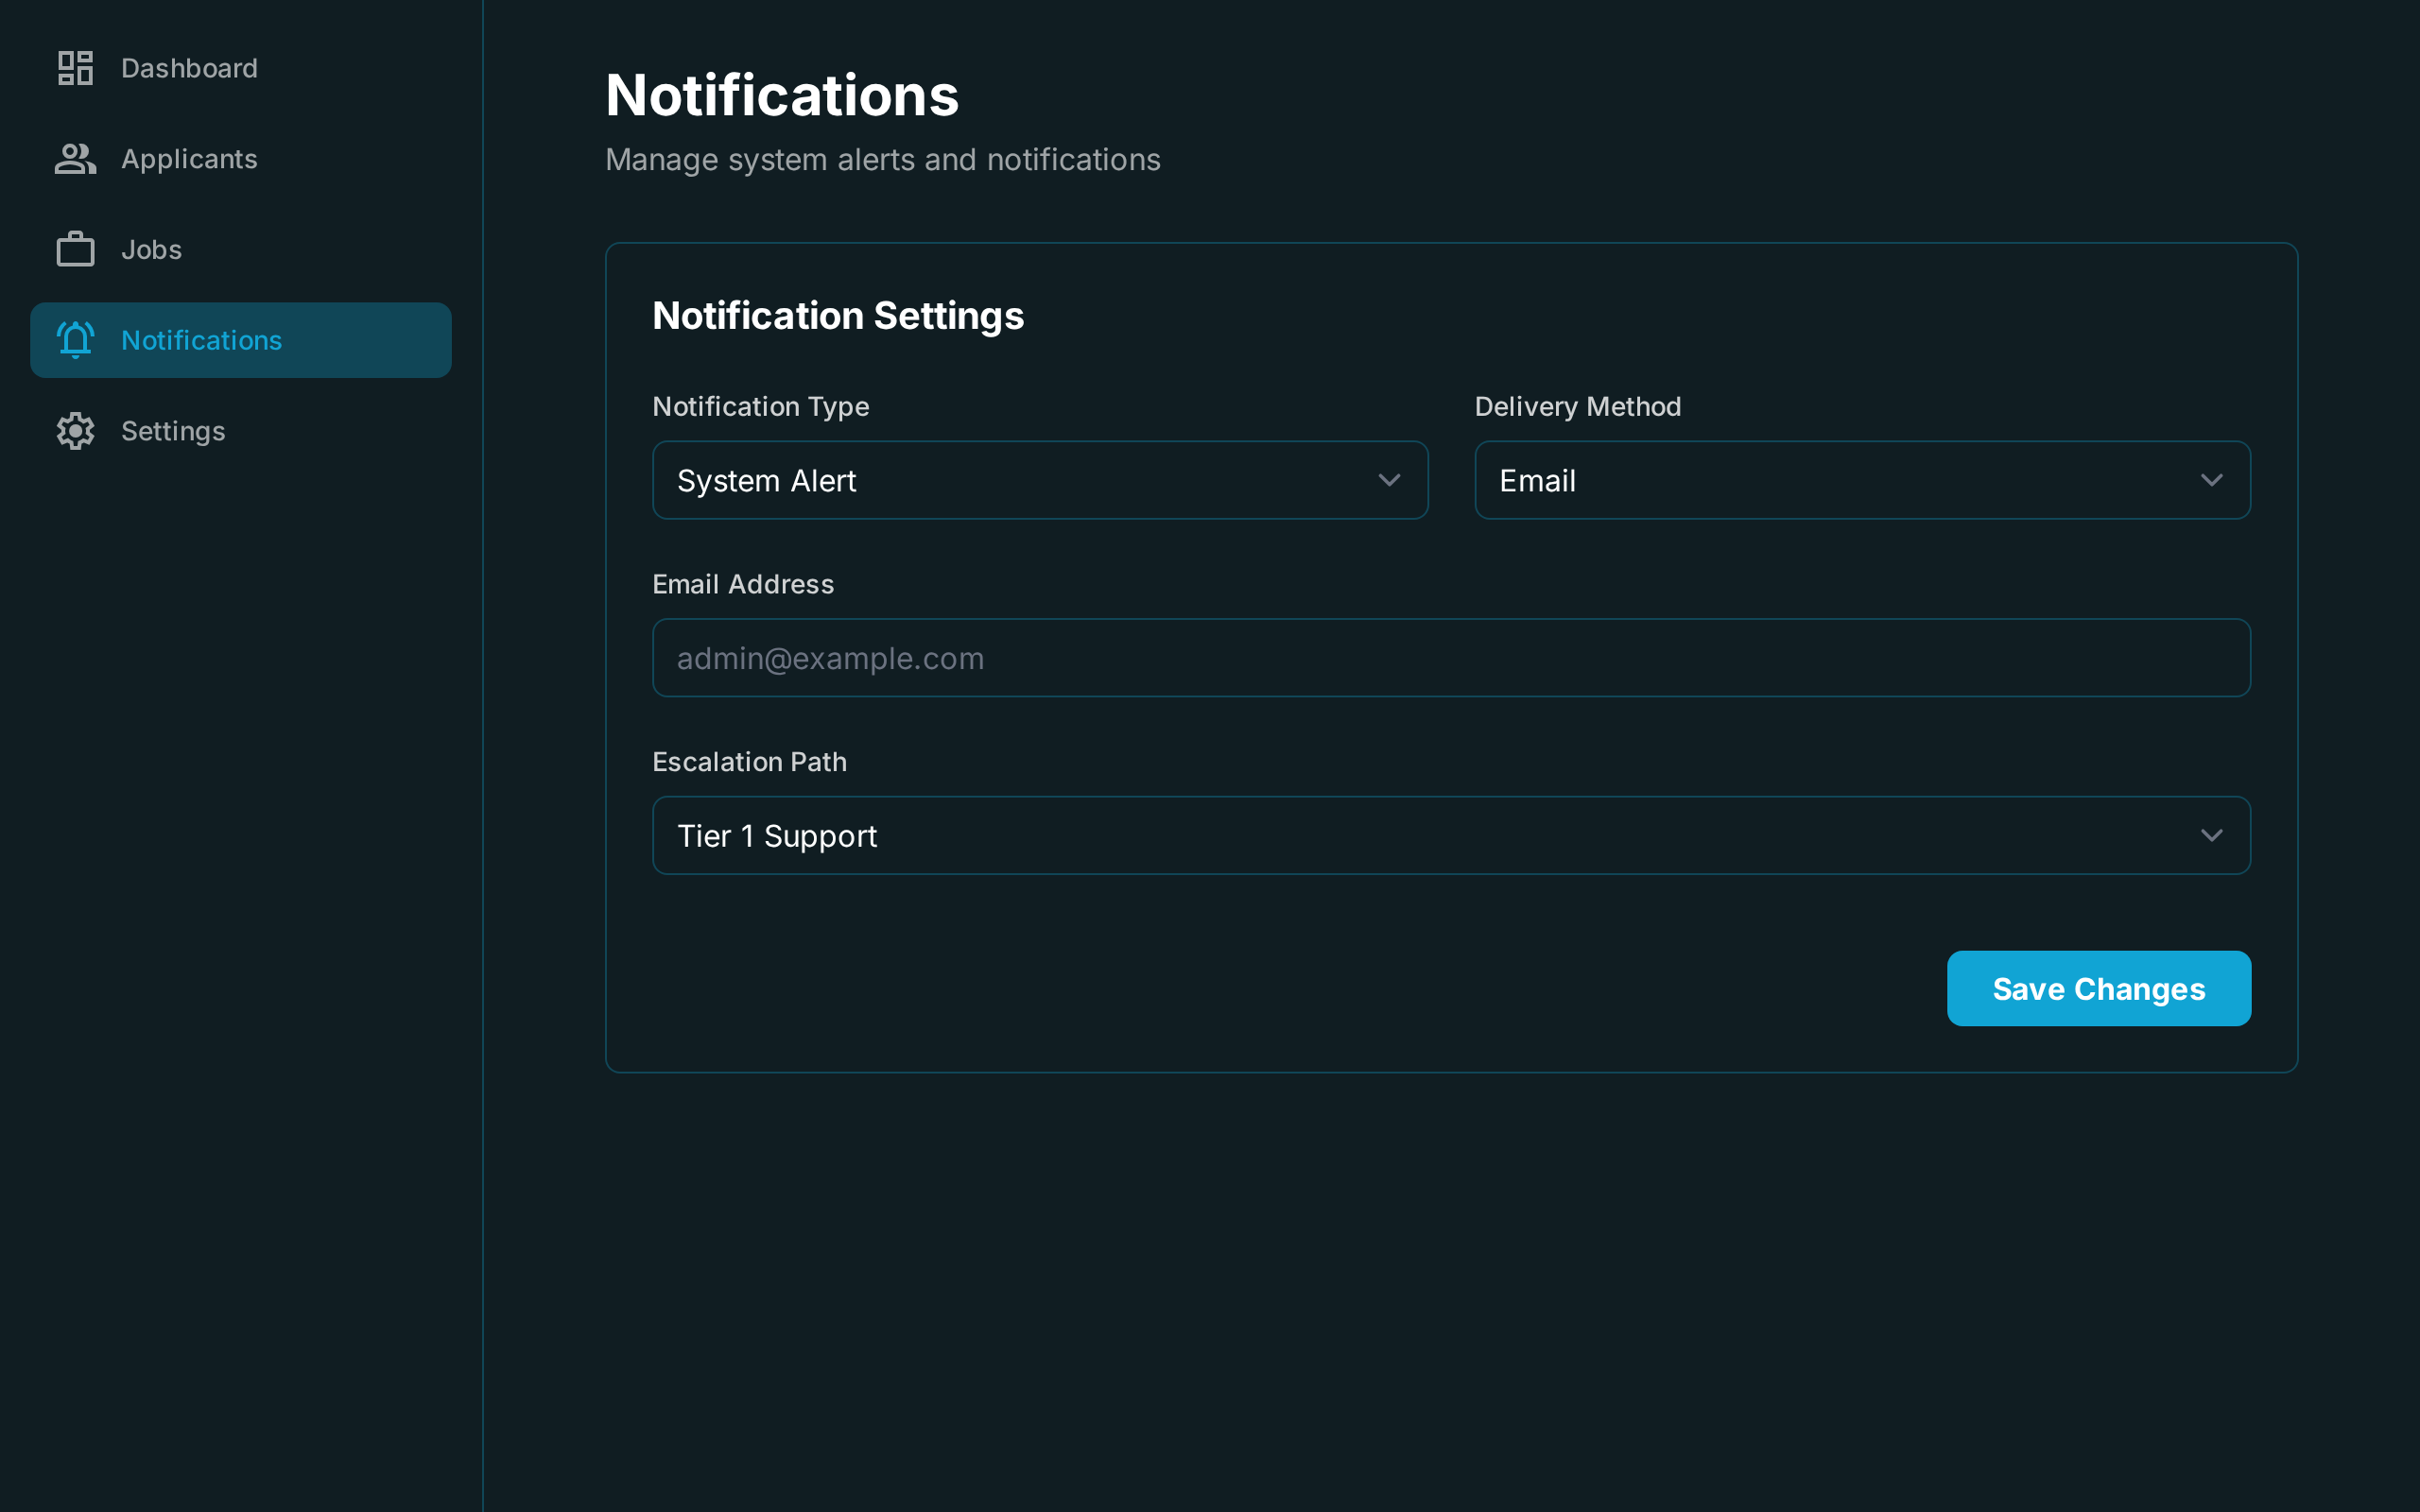 Dashboard
Applicants
Jobs
Notifications
Settings
Notifications
Manage system alerts and notifications
Notification Settings
Notification Type
System Alert
Delivery Method
Email
Email Address
admin@example.com
Escalation Path
Tier 1 Support
Save Changes